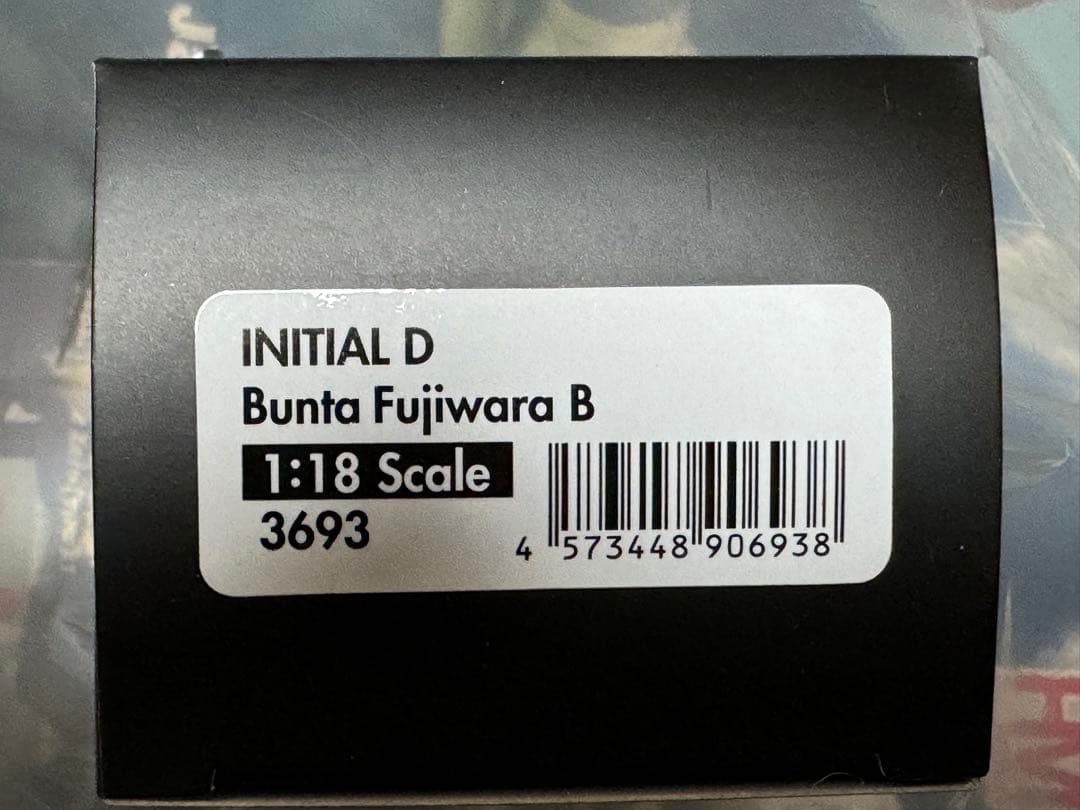 INITIAL D
Bunta Fujiwara B
1:18 Scale
3693
4 573448 906938